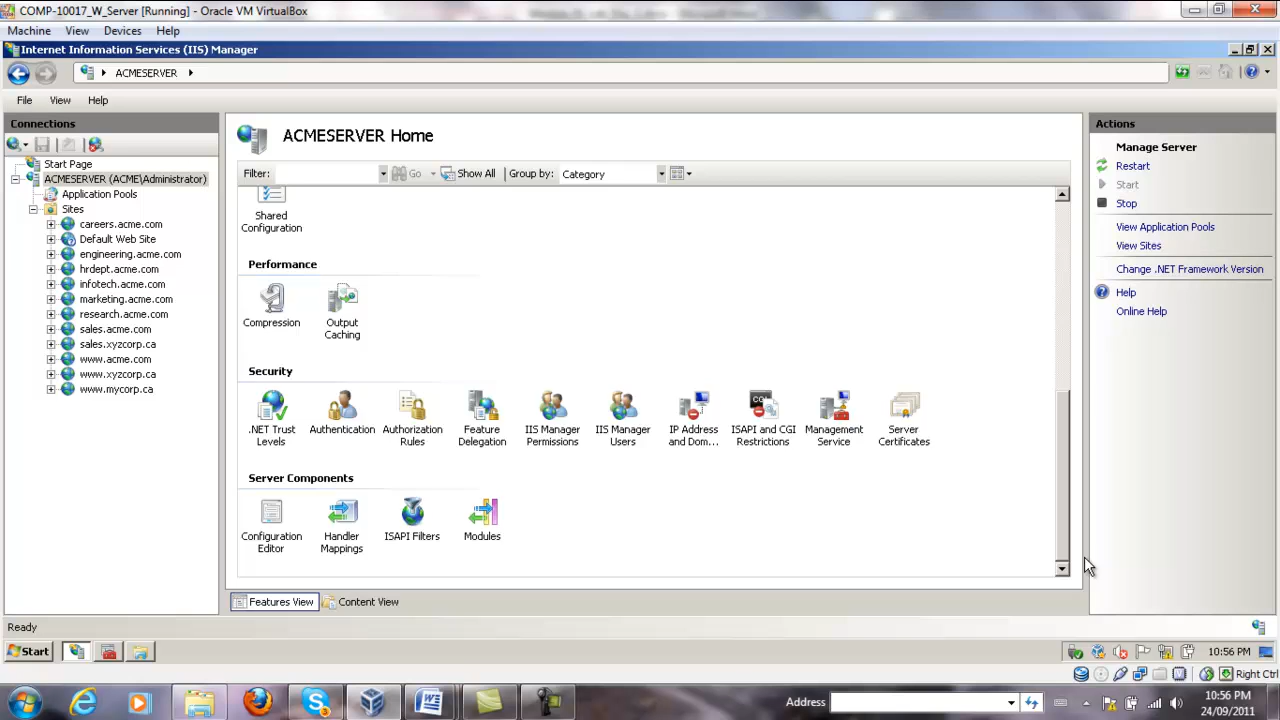 COMP-10017_W_Server [Running] - Oracle VM VirtualBox
Machine View Devices Help
Internet Information Services (IIS) Manager
ACMESERVER
File View Help
Connections
Start Page
ACMESERVER (ACME\Administrator)
Application Pools
Sites
careers.acme.com
Default Web Site
engineering.acme.com
hrdept.acme.com
infotech.acme.com
marketing.acme.com
research.acme.com
sales.acme.com
sales.xyzcorp.ca
www.acme.com
www.xyzcorp.ca
www.mycorp.ca
ACMESERVER Home
Filter: Go Show All Group by: Category
Shared
Configuration
Performance
Compression
Output
Caching
Security
.NET Trust
Levels
Authentication
Authorization
Rules
Feature
Delegation
IIS Manager
Permissions
IIS Manager
Users
IP Address
and Dom...
ISAPI and CGI
Restrictions
Management
Service
Server
Certificates
Server Components
Configuration
Editor
Handler
Mappings
ISAPI Filters
Modules
Features View Content View
Actions
Manage Server
Restart
Start
Stop
View Application Pools
View Sites
Change .NET Framework Version
Help
Online Help
Ready
Start
10:56 PM
Right Ctrl
Address
10:56 PM
24/09/2011